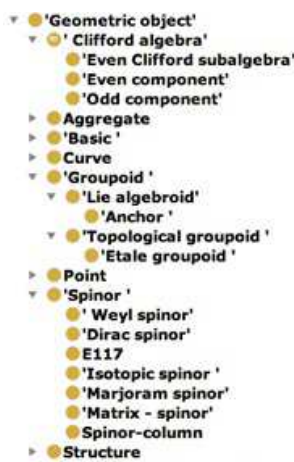 'Geometric object'
' Clifford algebra'
'Even Clifford subalgebra'
'Even component'
'Odd component'
Aggregate
'Basic '
Curve
'Groupoid '
'Lie algebroid'
'Anchor '
'Topological groupoid '
'Etale groupoid '
Point
'Spinor '
' Weyl spinor'
'Dirac spinor'
E117
'Isotopic spinor '
'Marjoram spinor'
'Matrix - spinor'
Spinor-column
Structure